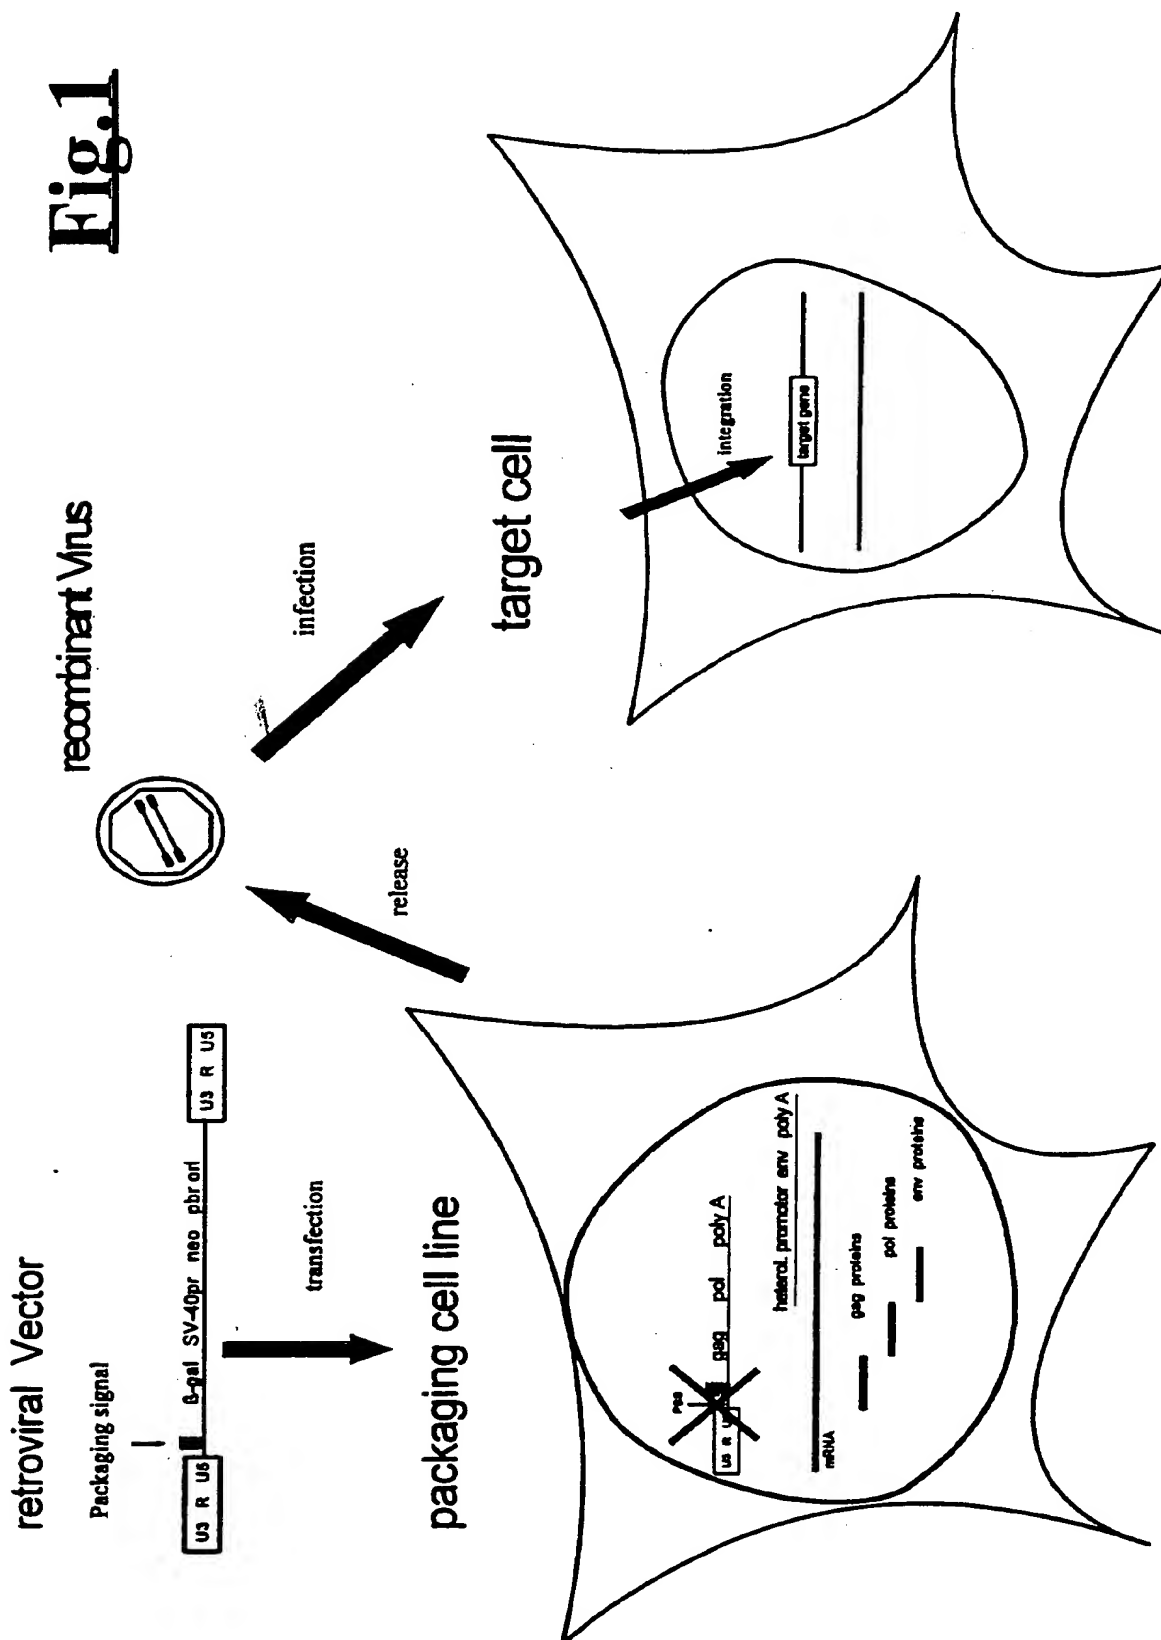 Fig.1
retroviral Vector
Packaging signal
U3 R U5
ß-gal SV-40pr neo pbr ori
U3 R U5
transfection
packaging cell line
PBS
U3 R
gag pol poly A
heterol. promotor env poly A
mRNA
gag proteins
pol proteins
env proteins
release
recombinant Virus
infection
target cell
integration
target gene